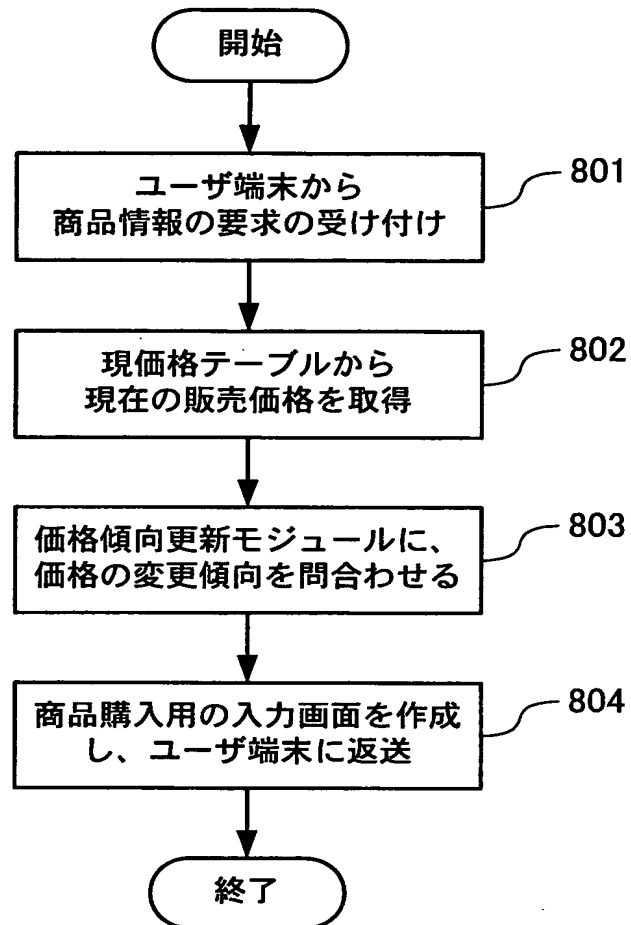 開始
ユーザ端末から
商品情報の要求の受け付け
801
現価格テーブルから
現在の販売価格を取得
802
価格傾向更新モジュールに、
価格の変更傾向を問合わせる
803
商品購入用の入力画面を作成
し、ユーザ端末に返送
804
終了